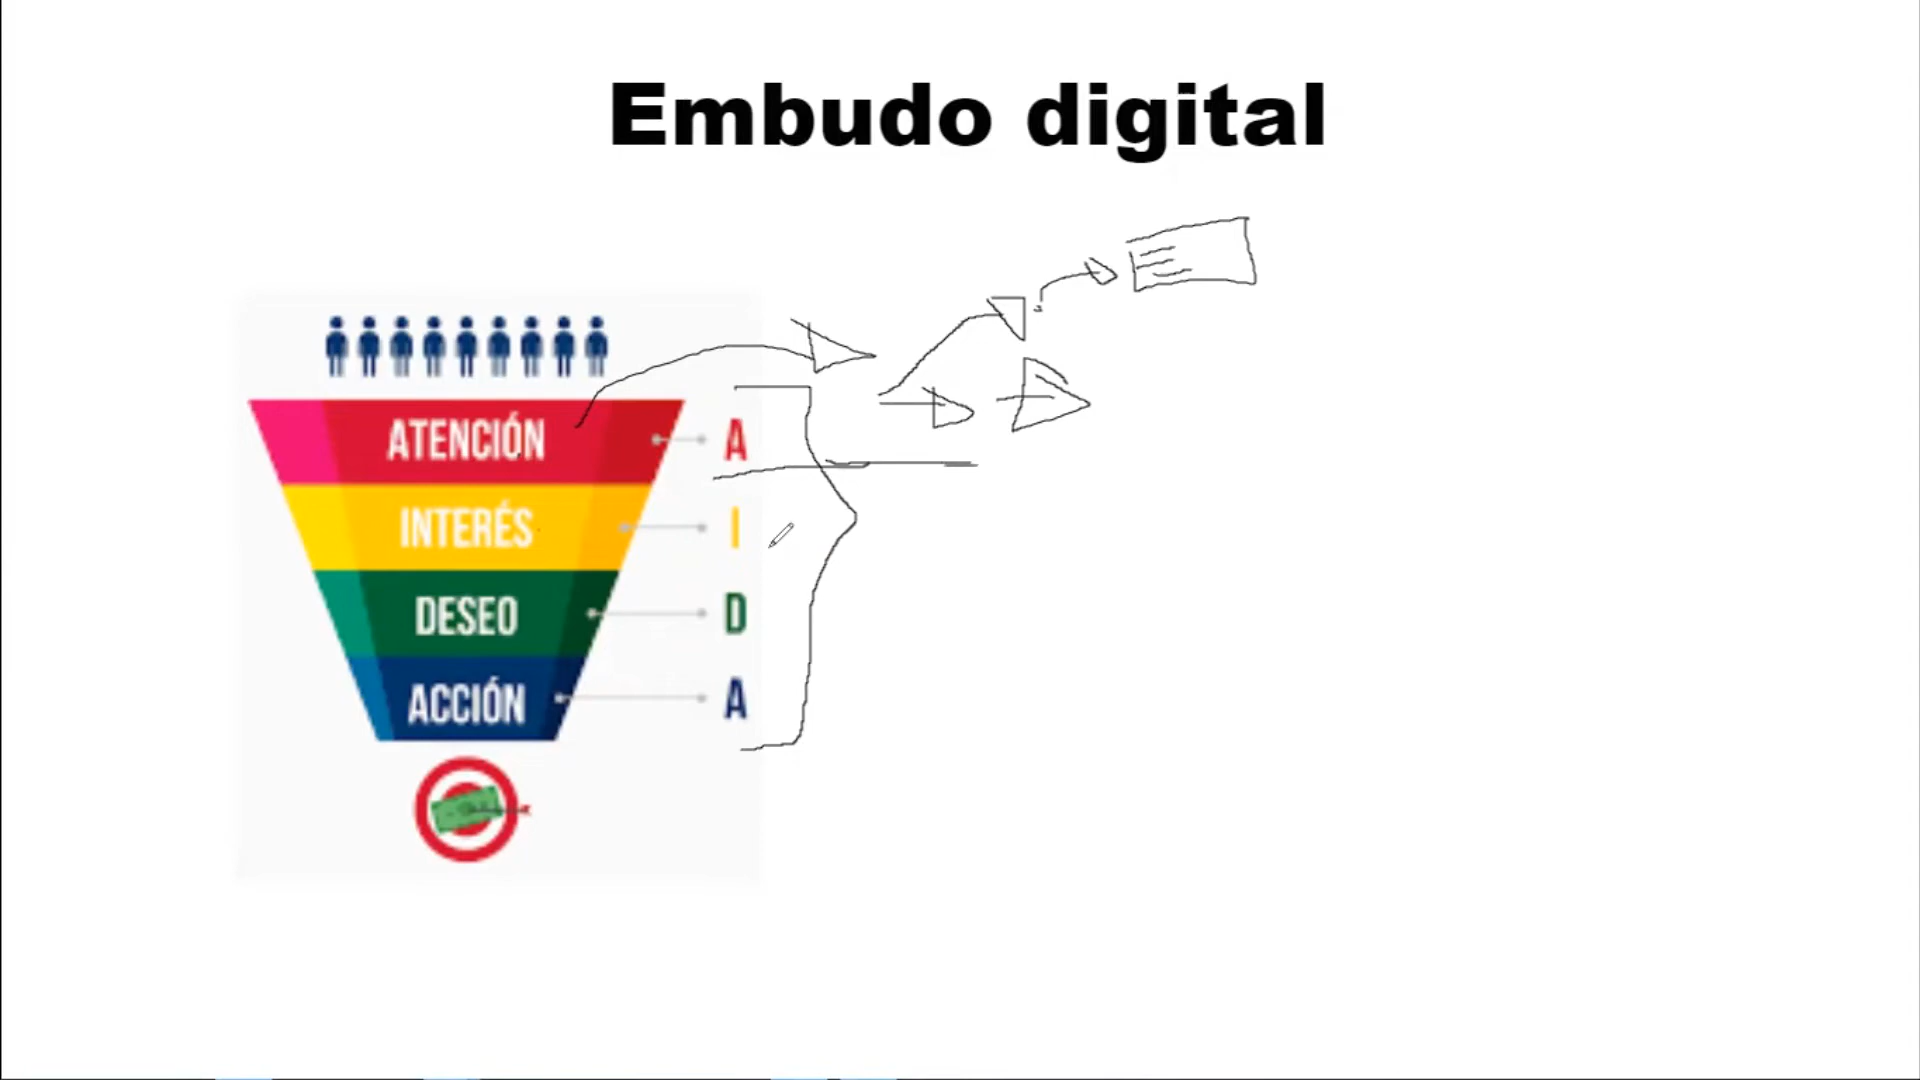 Embudo digital
ATENCIÓN A
INTERÉS I
DESEO D
ACCIÓN A